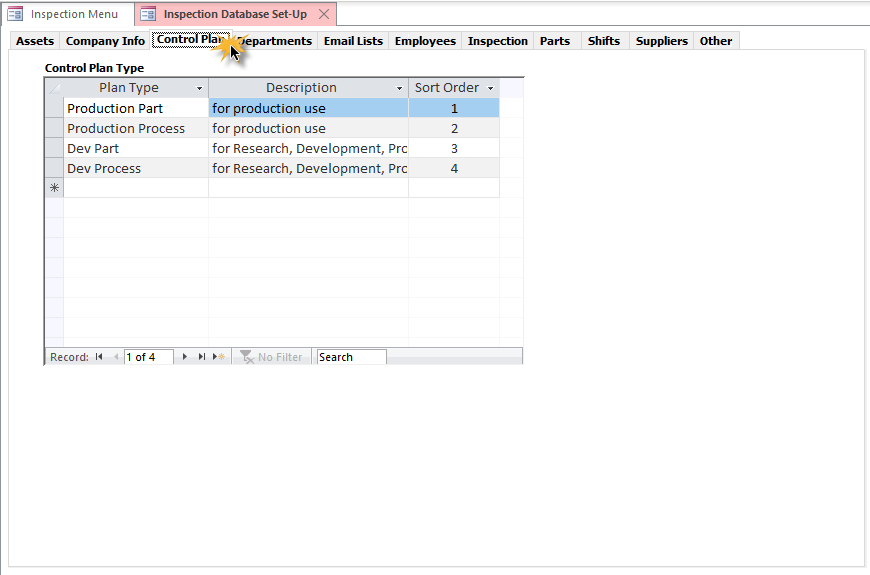 Inspection Menu Inspection Database Set-Up
Assets Company Info Control Plan Departments Email Lists Employees Inspection Parts Shifts Suppliers Other
Control Plan Type
Plan Type Description Sort Order
Production Part for production use 1
Production Process for production use 2
Dev Part for Research, Development, Prc 3
Dev Process for Research, Development, Prc 4
Record: 1 of 4 No Filter Search